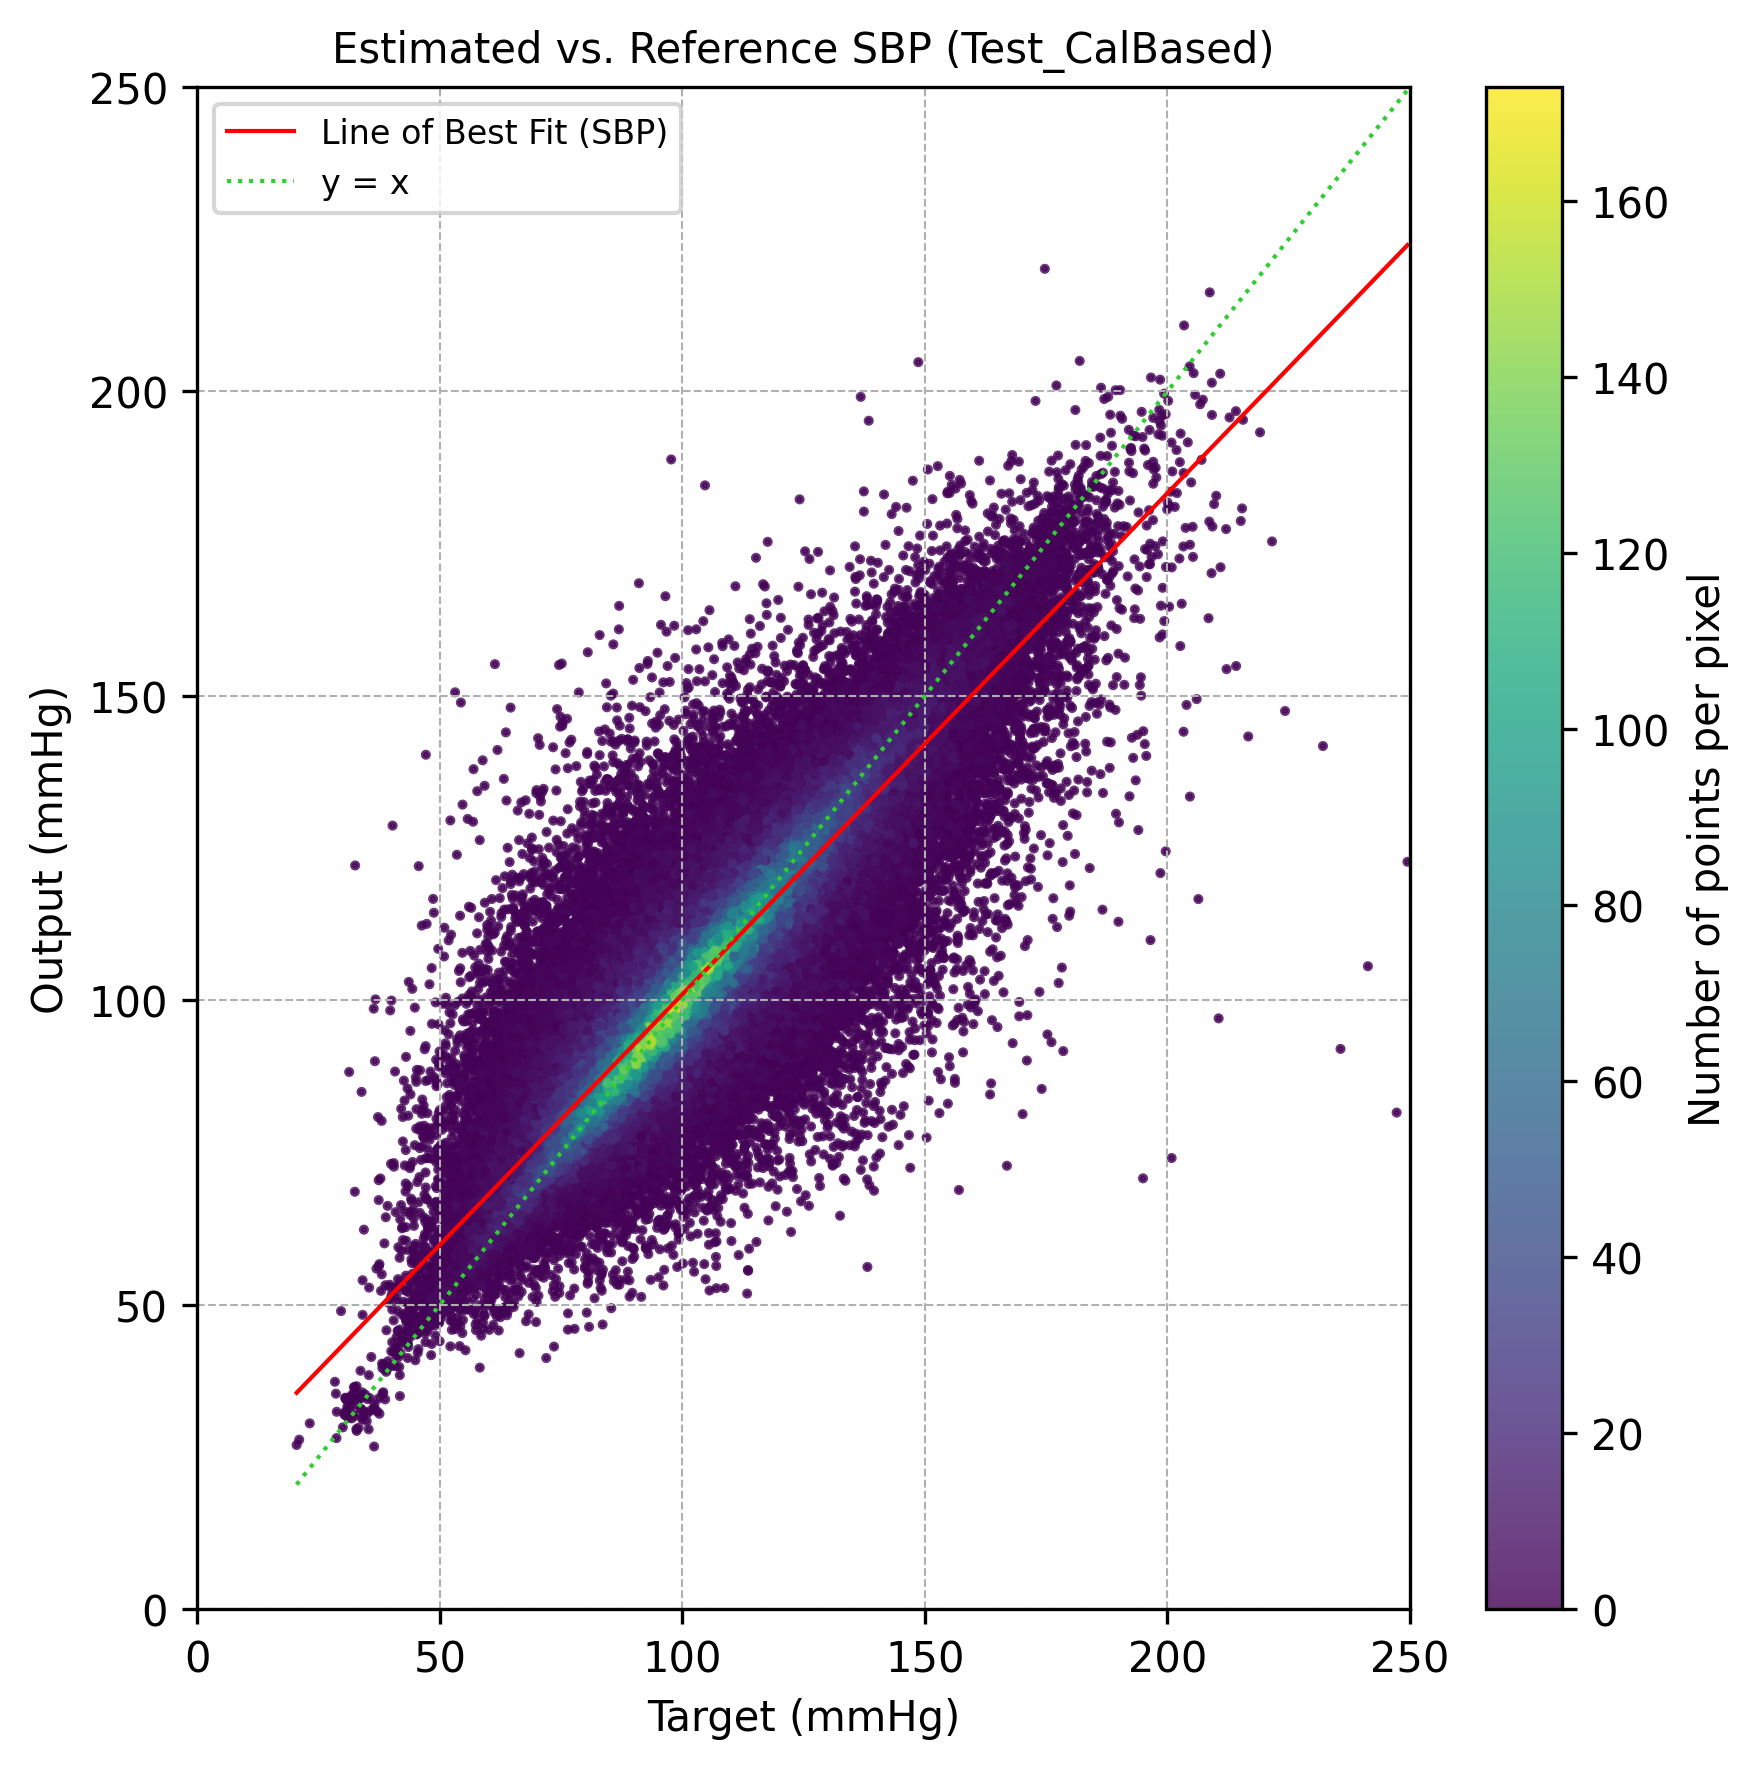 Estimated vs. Reference SBP (Test_CalBased)
Line of Best Fit (SBP)
y = x
250
200
150
100
50
0
Output (mmHg)
0 50 100 150 200 250
Target (mmHg)
160
140
120
100
80
60
40
20
0
Number of points per pixel